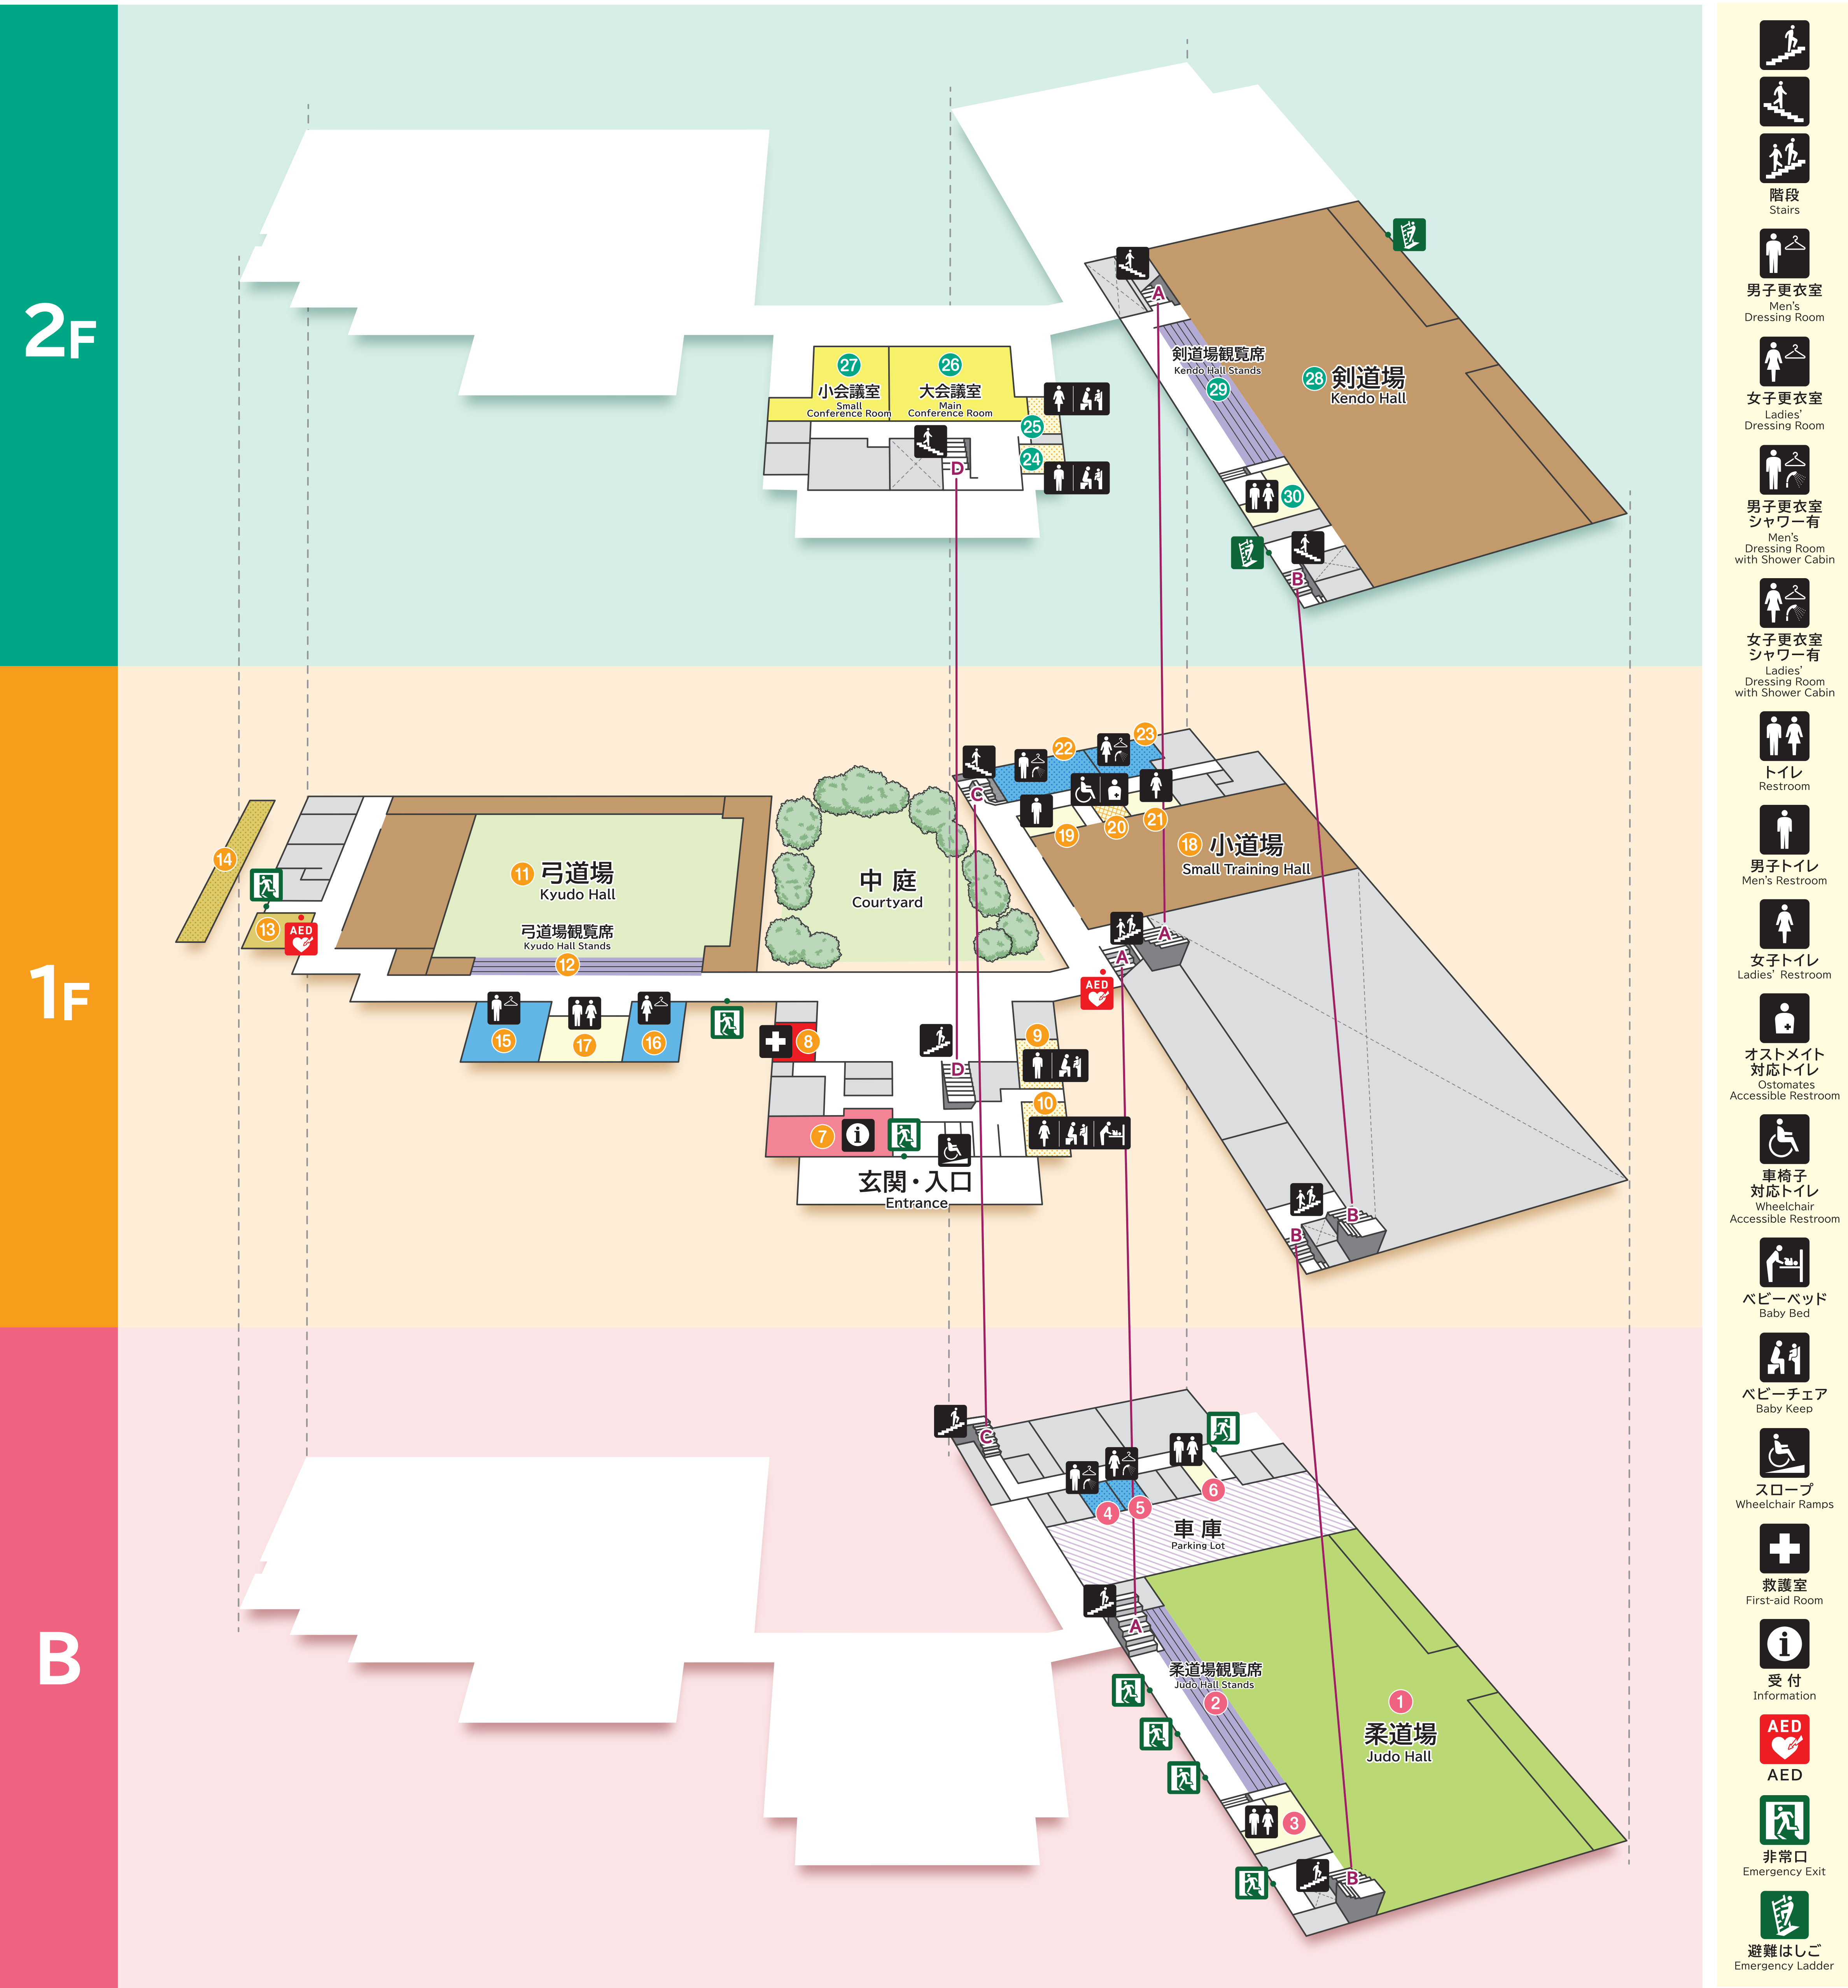 2F
27
小会議室
Small
Conference Room
26
大会議室
Main
Conference Room
25
24
D
A
剣道場観覧席
Kendo Hall Stands
29
28
剣道場
Kendo Hall
30
B
1F
14
13
AED
11
弓道場
Kyudo Hall
弓道場観覧席
Kyudo Hall Stands
12
15
17
16
中庭
Courtyard
C
22
23
19
20
21
18
小道場
Small Training Hall
A
A
AED
8
9
D
10
7
玄関・入口
Entrance
B
B
B
C
4
5
6
車庫
Parking Lot
A
柔道場観覧席
Judo Hall Stands
2
1
柔道場
Judo Hall
3
B
階段
Stairs
男子更衣室
Men's
Dressing Room
女子更衣室
Ladies'
Dressing Room
男子更衣室
シャワー有
Men's
Dressing Room
with Shower Cabin
女子更衣室
シャワー有
Ladies'
Dressing Room
with Shower Cabin
トイレ
Restroom
男子トイレ
Men's Restroom
女子トイレ
Ladies' Restroom
オストメイト
対応トイレ
Ostomates
Accessible Restroom
車椅子
対応トイレ
Wheelchair
Accessible Restroom
ベビーベッド
Baby Bed
ベビーチェア
Baby Keep
スロープ
Wheelchair Ramps
救護室
First-aid Room
受付
Information
AED
AED
非常口
Emergency Exit
避難はしご
Emergency Ladder